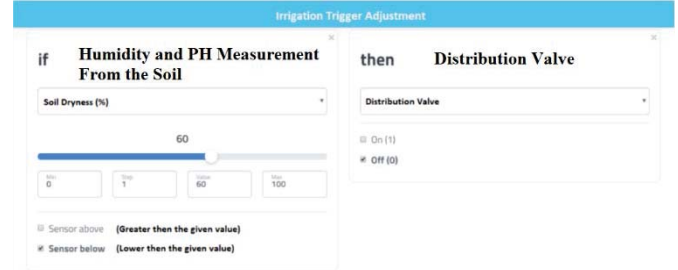 Irrigation Trigger Adjustment
if Humidity and PH Measurement
From the Soil
Soil Dryness (%)
60
Min Step Value Max
0 1 60 100
Sensor above (Greater then the given value)
Sensor below (Lower then the given value)
then Distribution Valve
Distribution Valve
On (1)
Off (0)